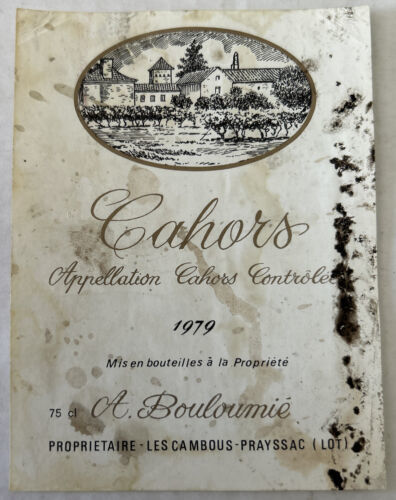 Cahors
Appellation Cahors Contrôlée
1979
Mis en bouteilles à la Propriété
75 cl A. Bouloumié
PROPRIETAIRE - LES CAMBOUS - PRAYSSAC ( LOT )